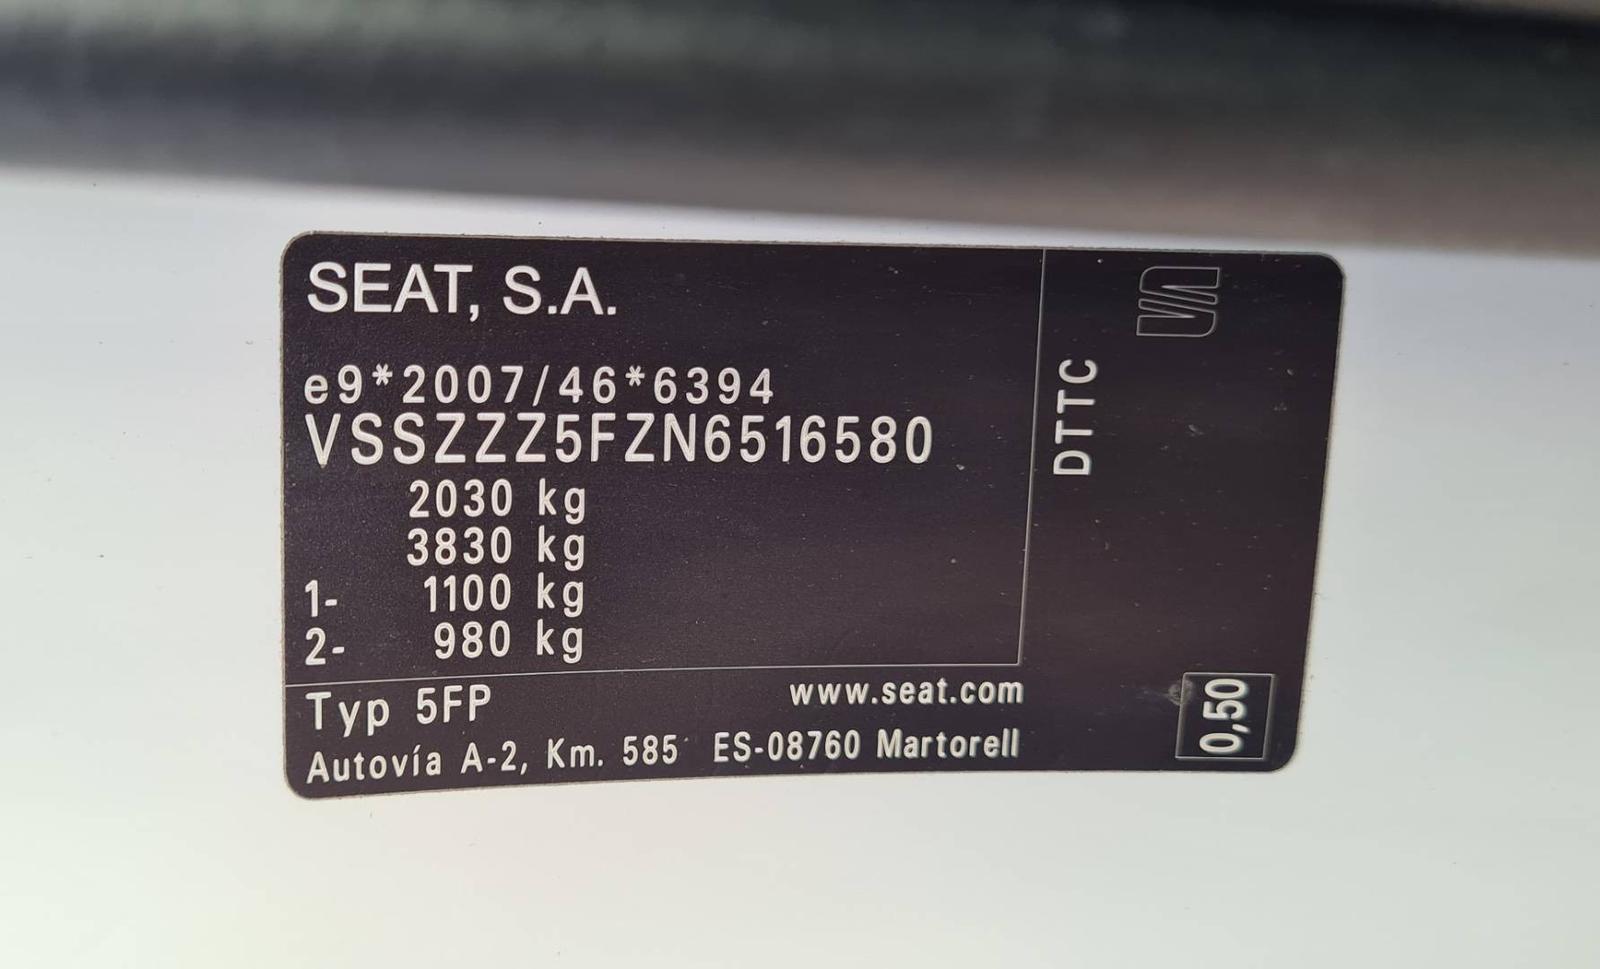 SEAT, S.A.
e9*2007/46*6394
VSSZZZ5FZN6516580
2030 kg
3830 kg
1- 1100 kg
2- 980 kg
Typ 5FP
www.seat.com
Autovía A-2, Km. 585 ES-08760 Martorell
DTTC
0,50